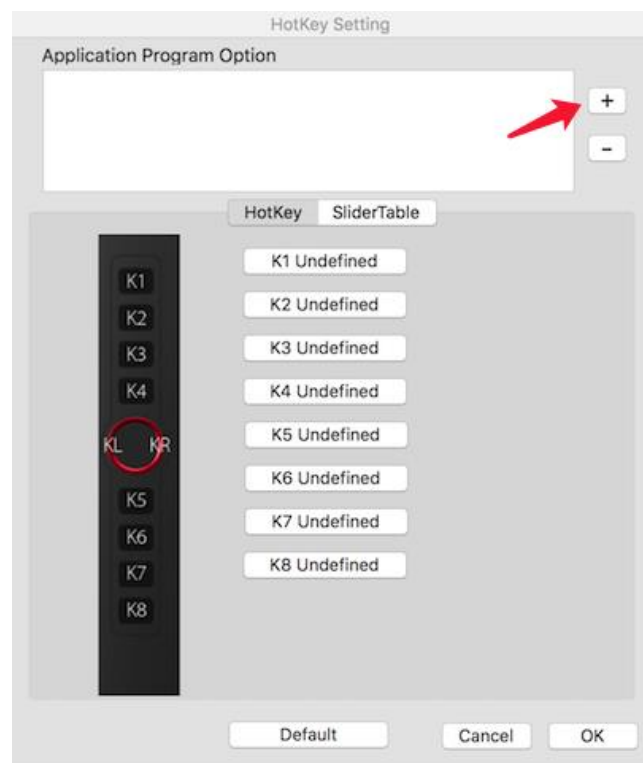 HotKey Setting
Application Program Option
+
-
HotKey SliderTable
K1 K1 Undefined
K2 K2 Undefined
K3 K3 Undefined
K4 K4 Undefined
KL KR K5 Undefined
K5 K6 Undefined
K6 K7 Undefined
K7 K8 Undefined
K8
Default Cancel OK